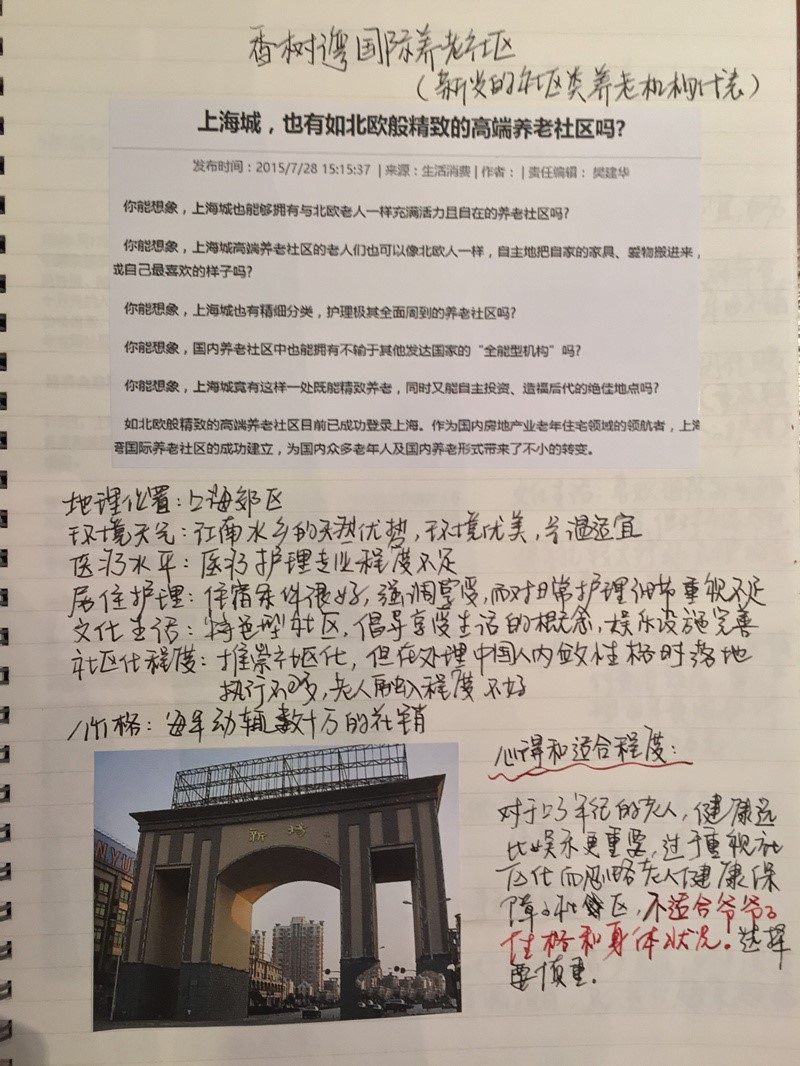 香树湾国际养老社区
（新发的社区类养老机构代表）
上海城，也有如北欧般精致的高端养老社区吗？
发布时间：2015/7/28 15:15:37 | 来源：生活消费 | 作者： | 责任编辑： 樊建华
你能想象，上海城也能够拥有与北欧老人一样充满活力且自在的养老社区吗？
你能想象，上海城高端养老社区的老人们也可以像北欧人一样，自主地把自家的家具、爱物搬进来，
成自己最喜欢的样子吗？
你能想象，上海城也有精细分类，护理极其全面周到的养老社区吗？
你能想象，国内养老社区中也能拥有不输于其他发达国家的“全能型机构”吗？
你能想象，上海城竟有这样一处既能精致养老，同时又能自主投资、造福后代的绝佳地点吗？
如北欧般精致的高端养老社区目前已成功登录上海。作为国内房地产业老年住宅领域的领航者，上海
湾国际养老社区的成功建立，为国内众多老年人及国内养老形式带来了不小的转变。
地理位置：上海郊区
环境天气：江南水乡的天然优势，环境优美，气温适宜
医疗水平：医疗护理专业程度不足
居住护理：住宿条件很好，强调享受，而对日常护理细节重视不足
文化生活：特色型社区，倡导享受生活的概念，娱乐设施完善
社区化程度：推崇社区化，但在处理中国人内敛性格时落地
执行不多，老人融入程度不好
价格：每年动辄数十万的花销
新场
NYU
心得和适合程度：
对于上了年纪的老人，健康远
比娱乐更重要，过于重视社
区化而忽略老人健康保
障的社区，不适合爷爷的
性格和身体状况。选择
要慎重。